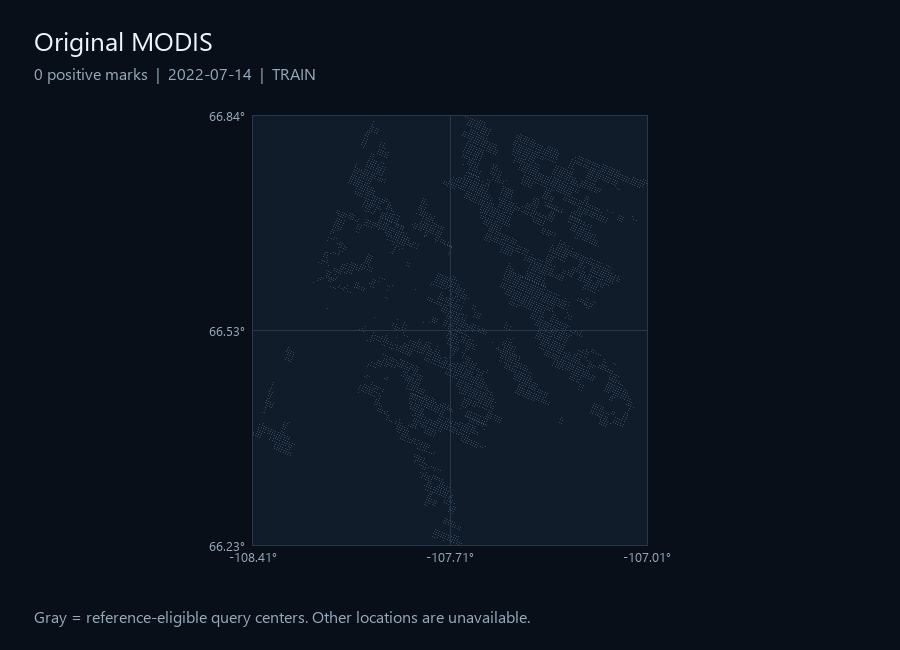 Original MODIS
0 positive marks | 2022-07-14 | TRAIN
66.84°
66.53°
66.23°
-108.41°
-107.71°
-107.01°
Gray = reference-eligible query centers. Other locations are unavailable.